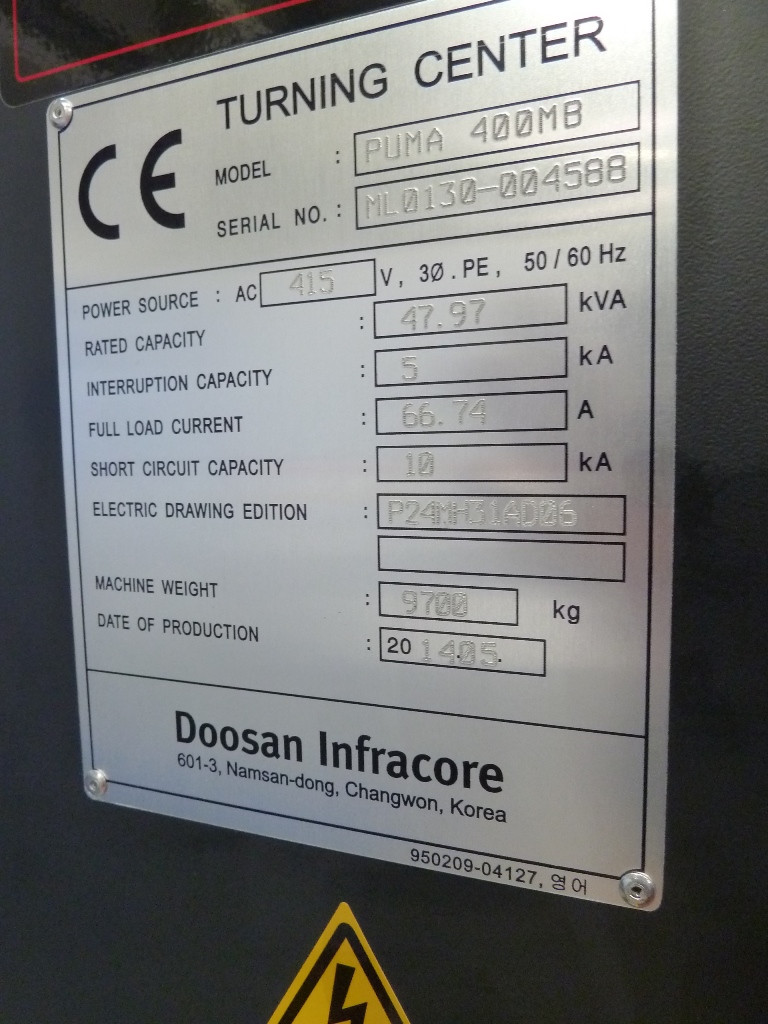 TURNING CENTER
CE
MODEL : PUMA 400MB
SERIAL NO. : ML0130-004588
POWER SOURCE : AC 415 V, 3Ø.PE, 50/60 Hz
RATED CAPACITY : 47.97 kVA
INTERRUPTION CAPACITY : 5 kA
FULL LOAD CURRENT : 66.74 A
SHORT CIRCUIT CAPACITY : 10 kA
ELECTRIC DRAWING EDITION : P24MH31AD06
MACHINE WEIGHT : 9700 kg
DATE OF PRODUCTION : 20 14.05.
Doosan Infracore
601-3, Namsan-dong, Changwon, Korea
950209-04127, 영어